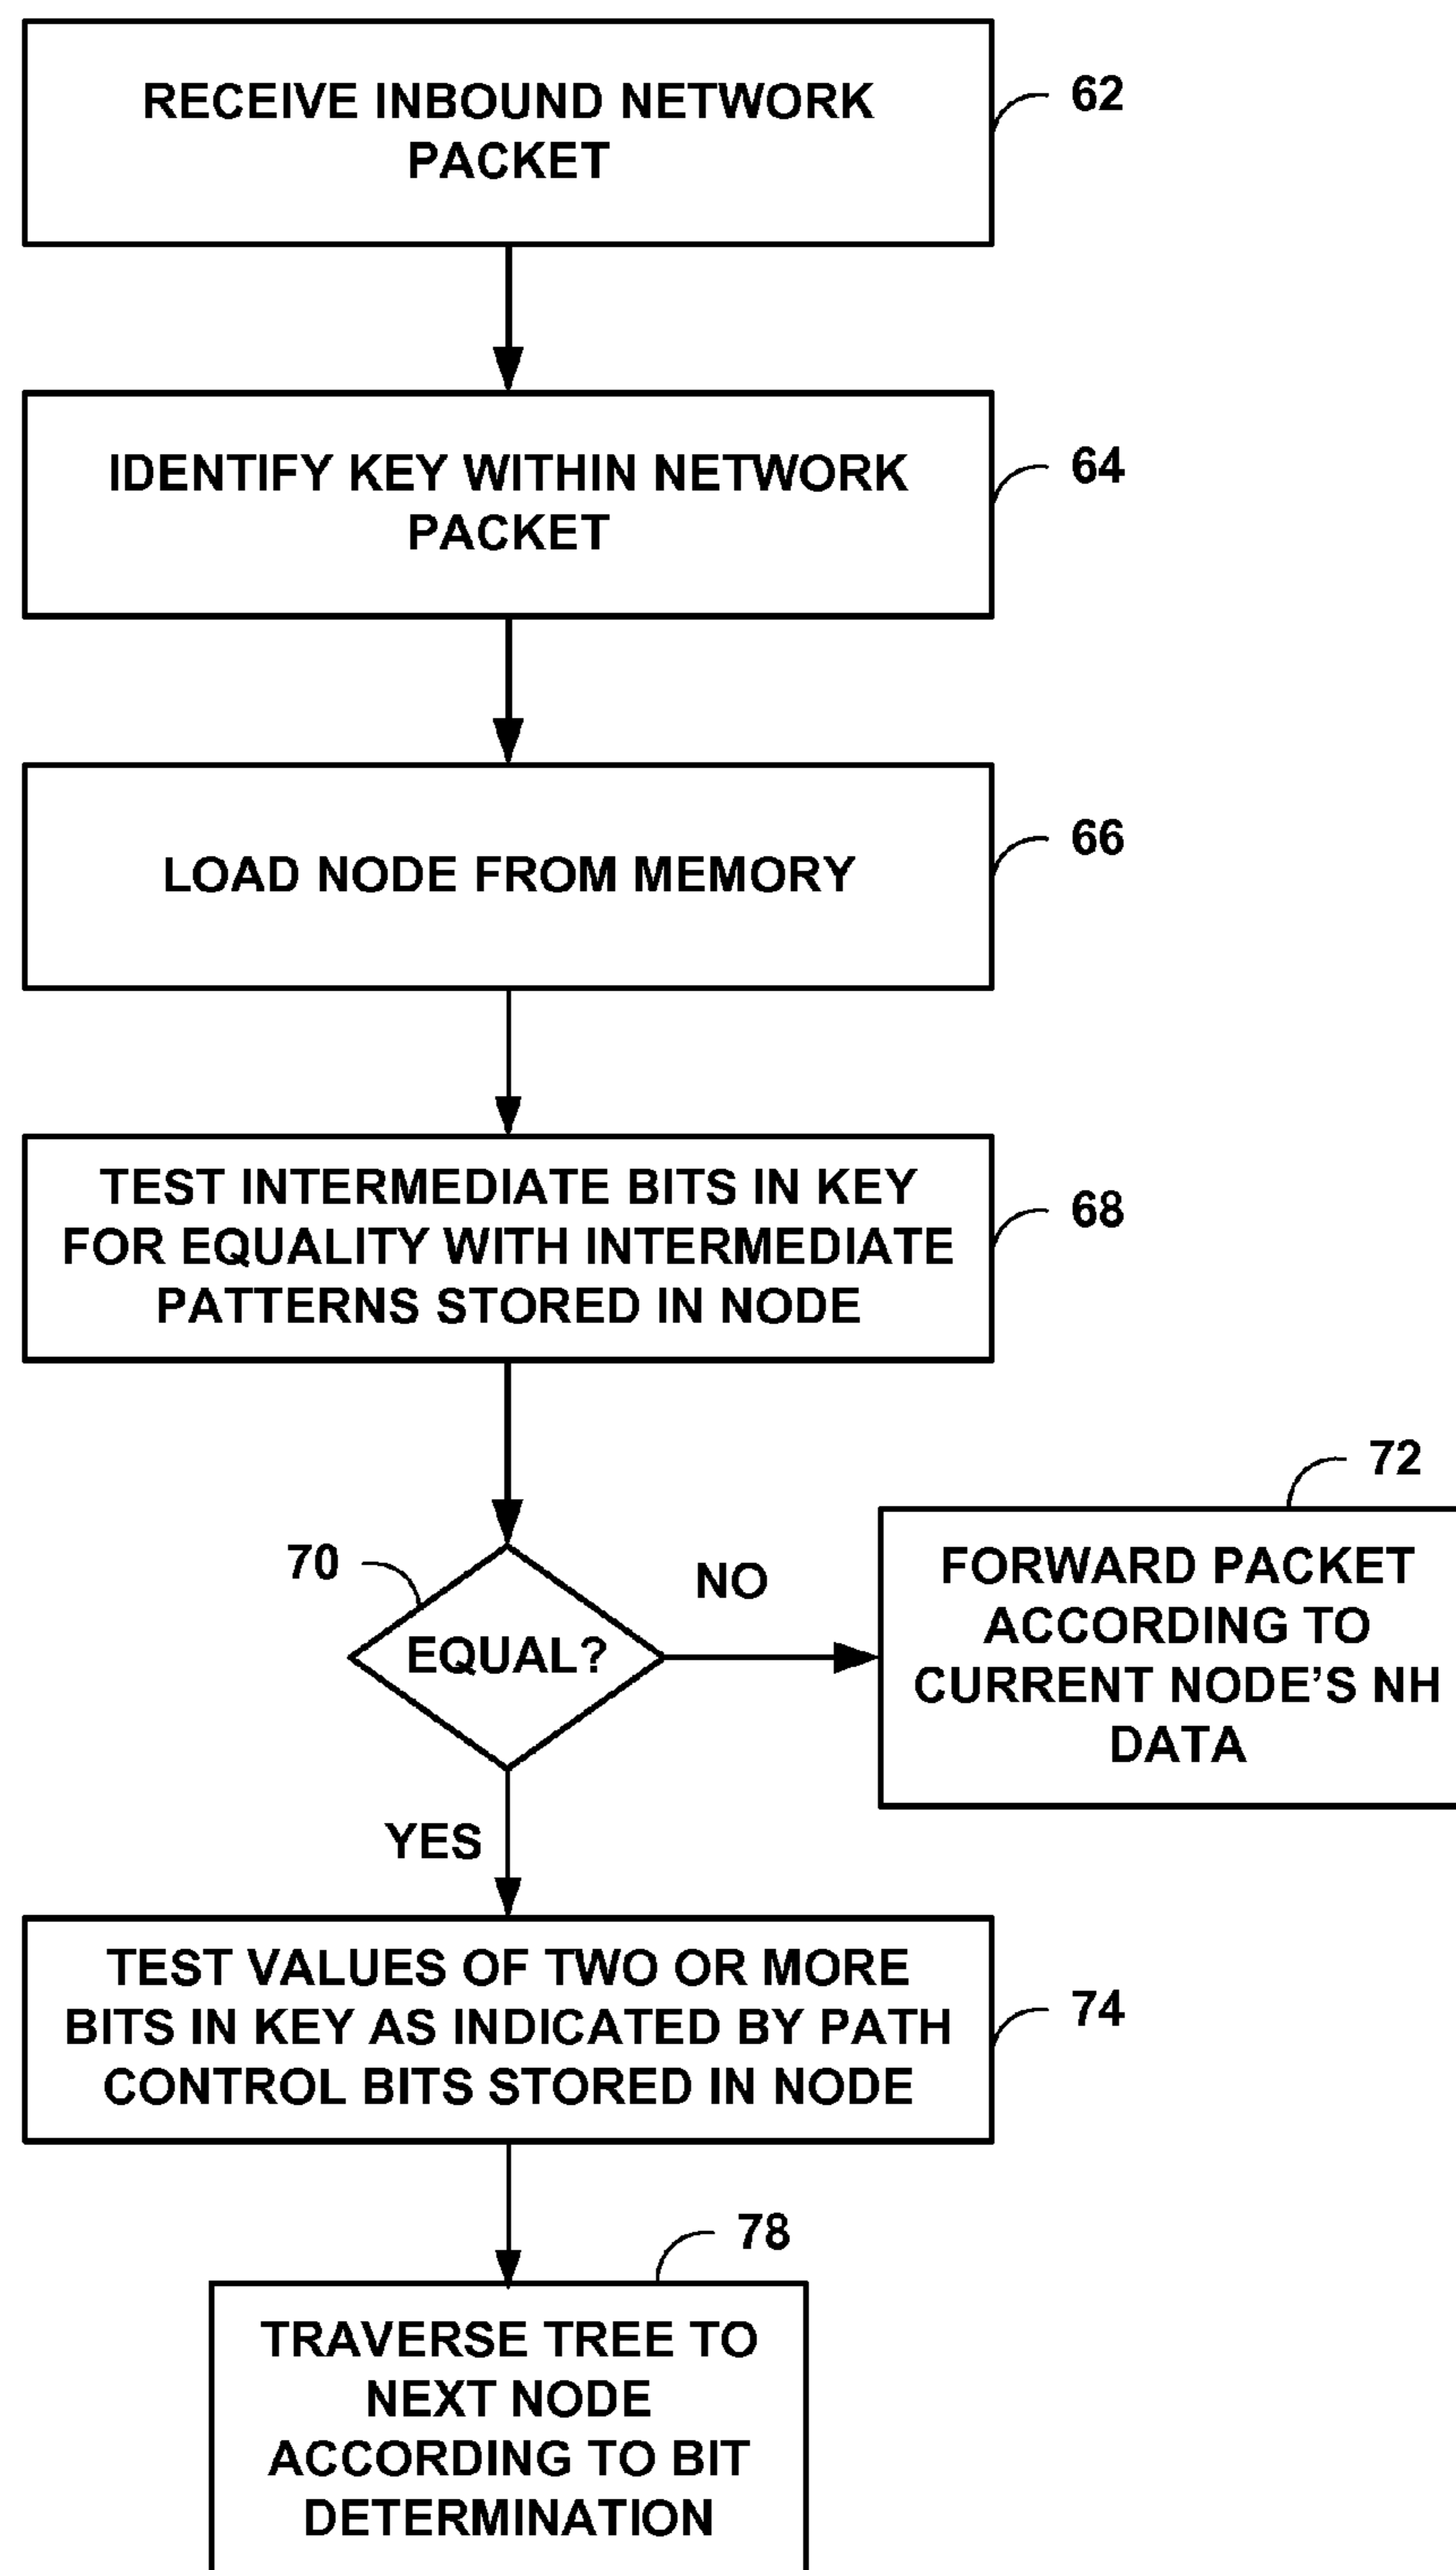 RECEIVE INBOUND NETWORK
PACKET
62
IDENTIFY KEY WITHIN NETWORK
PACKET
64
LOAD NODE FROM MEMORY
66
TEST INTERMEDIATE BITS IN KEY
FOR EQUALITY WITH INTERMEDIATE
PATTERNS STORED IN NODE
68
70
EQUAL?
NO
72
FORWARD PACKET
ACCORDING TO
CURRENT NODE’S NH
DATA
YES
TEST VALUES OF TWO OR MORE
BITS IN KEY AS INDICATED BY PATH
CONTROL BITS STORED IN NODE
74
78
TRAVERSE TREE TO
NEXT NODE
ACCORDING TO BIT
DETERMINATION